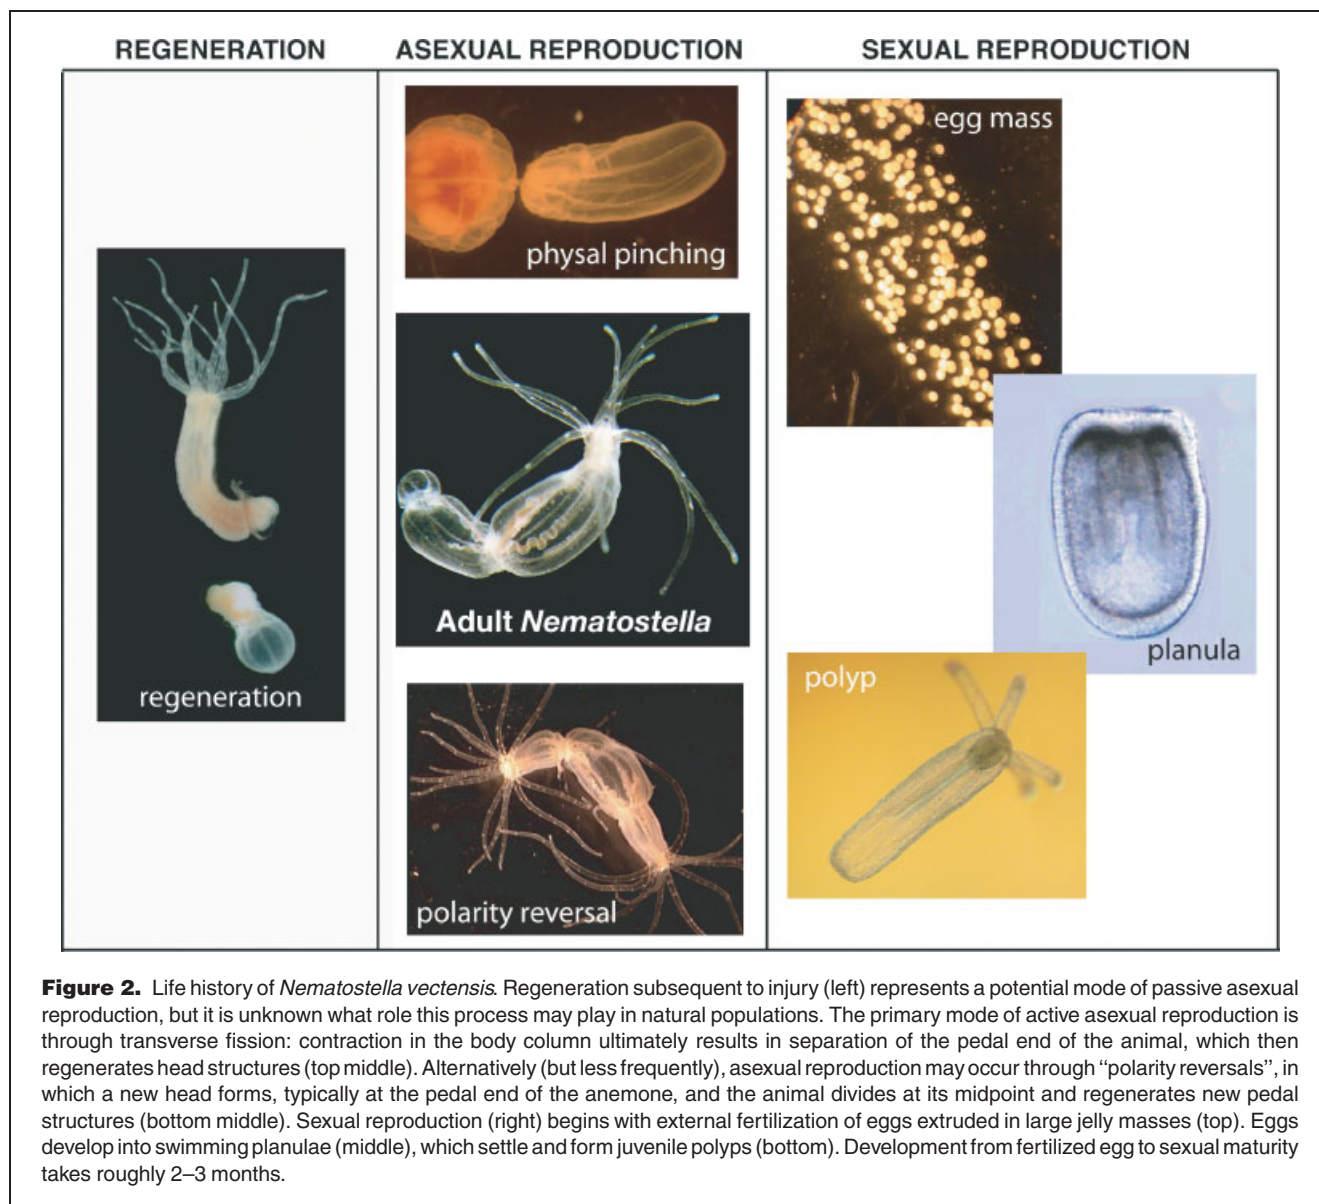 REGENERATION
ASEXUAL REPRODUCTION
SEXUAL REPRODUCTION
regeneration
physal pinching
Adult Nematostella
polarity reversal
egg mass
planula
polyp
Figure 2. Life history of Nematostella vectensis. Regeneration subsequent to injury (left) represents a potential mode of passive asexual
reproduction, but it is unknown what role this process may play in natural populations. The primary mode of active asexual reproduction is
through transverse fission: contraction in the body column ultimately results in separation of the pedal end of the animal, which then
regenerates head structures (top middle). Alternatively (but less frequently), asexual reproduction may occur through "polarity reversals", in
which a new head forms, typically at the pedal end of the anemone, and the animal divides at its midpoint and regenerates new pedal
structures (bottom middle). Sexual reproduction (right) begins with external fertilization of eggs extruded in large jelly masses (top). Eggs
develop into swimming planulae (middle), which settle and form juvenile polyps (bottom). Development from fertilized egg to sexual maturity
takes roughly 2–3 months.